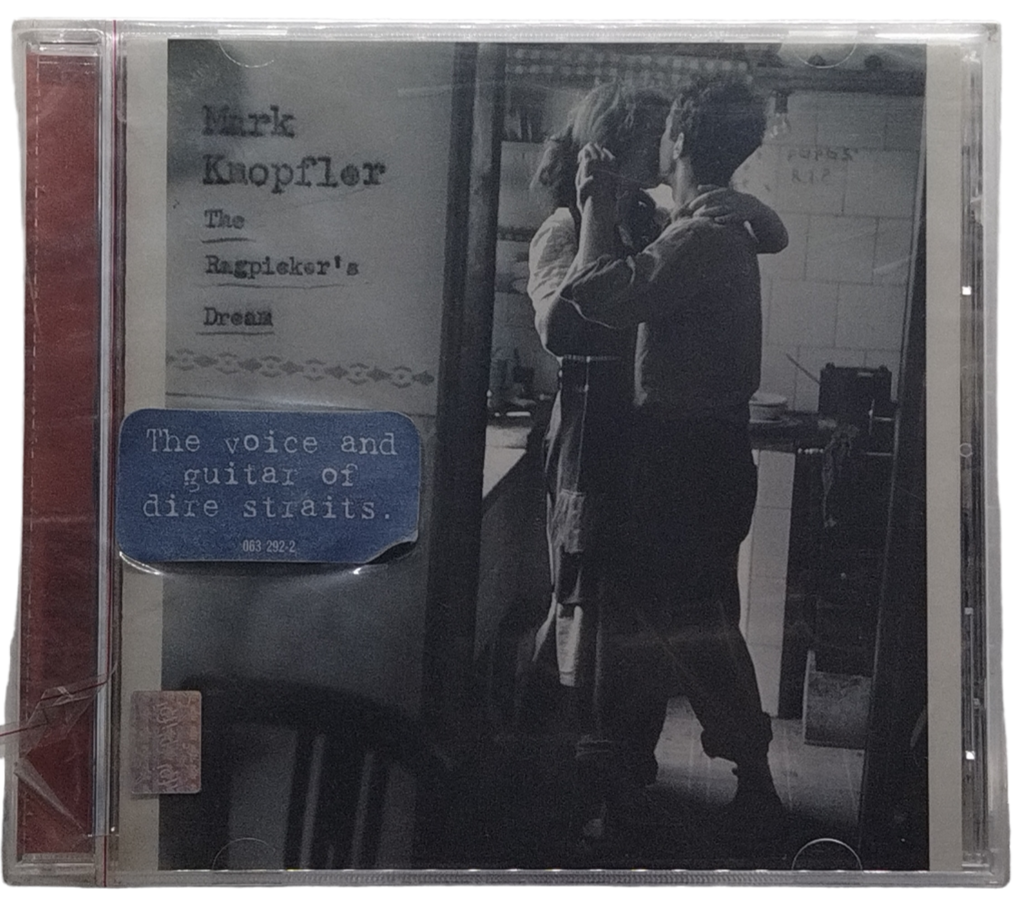 Mark
Knopfler
The
Ragpicker's
Dream
The voice and
guitar of
dire straits.
063 292-2